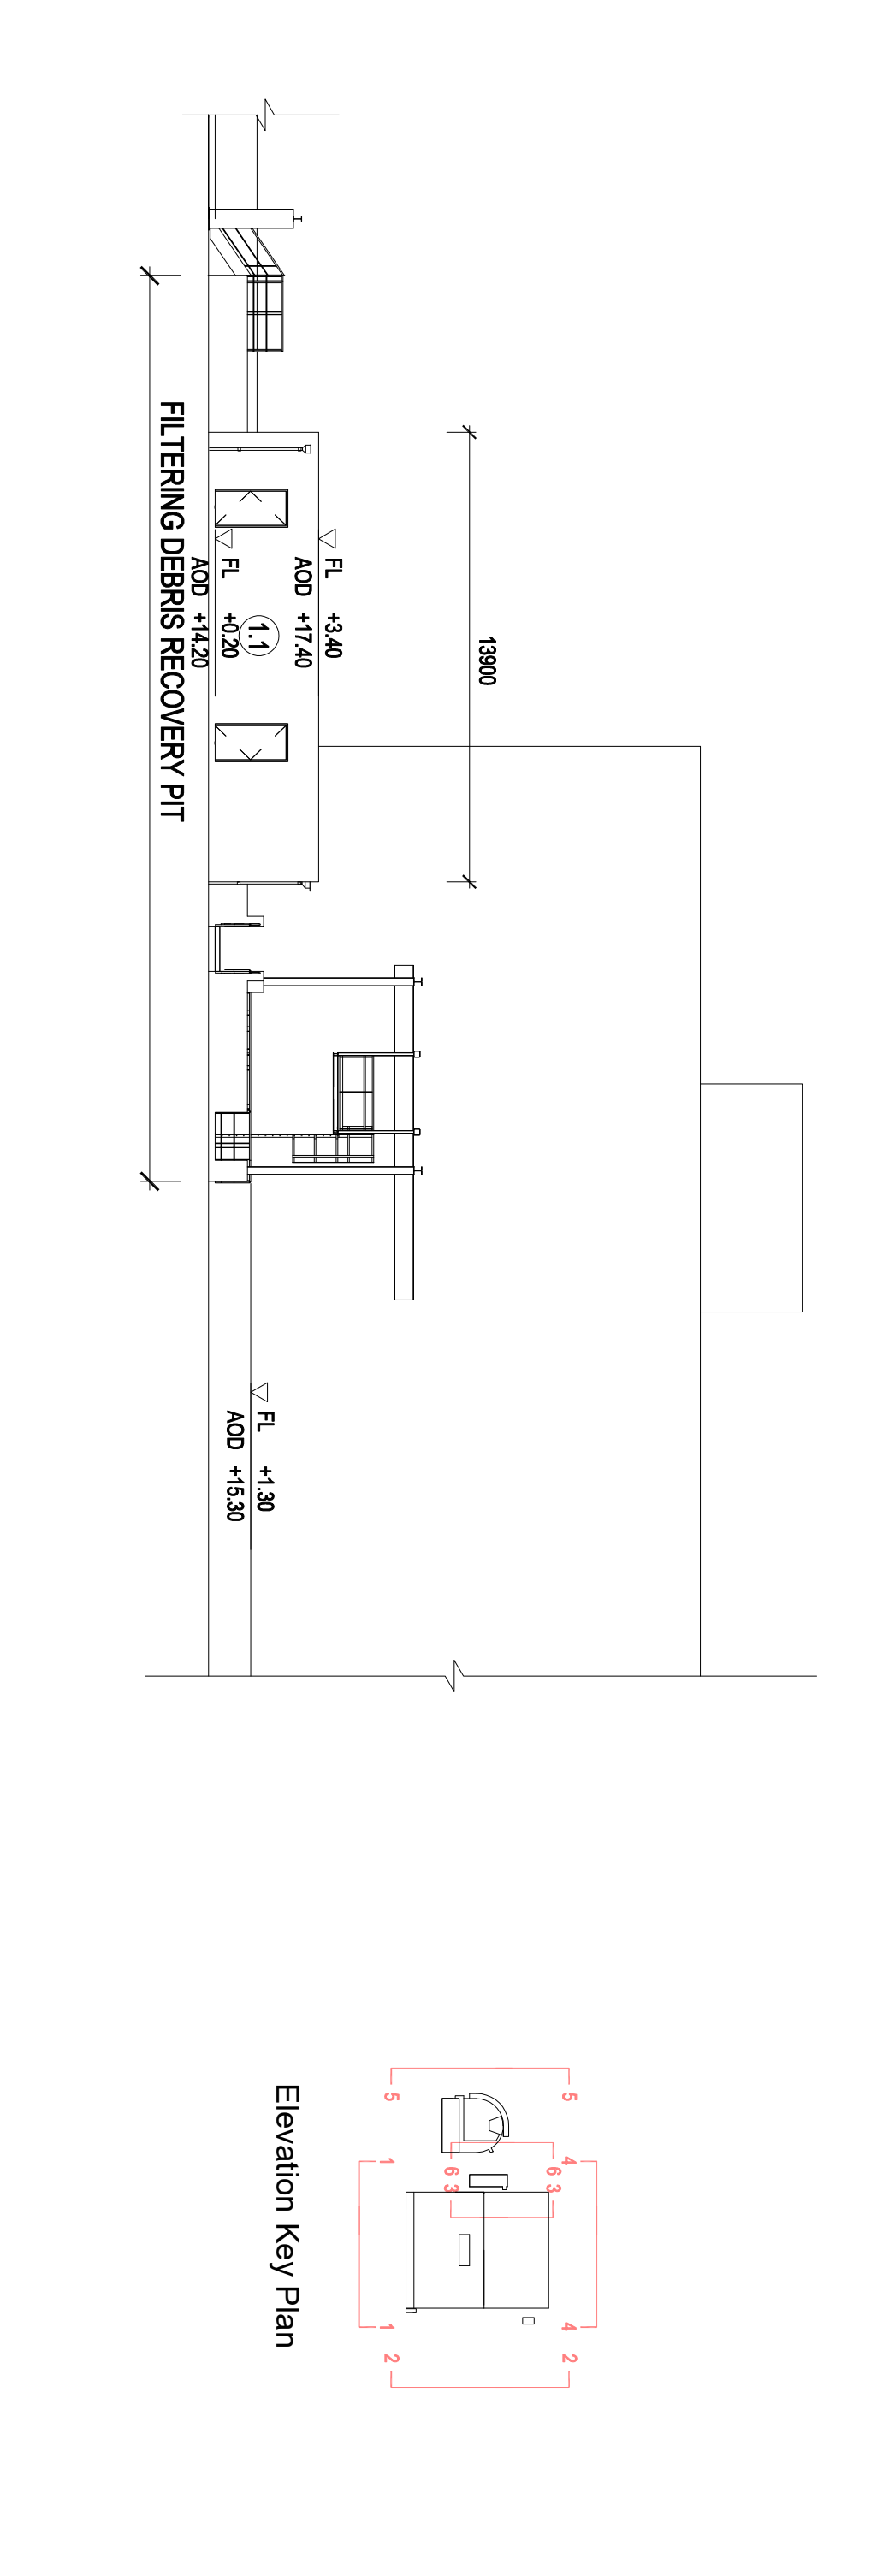 13900
FL +3.40
AOD +17.40
1.1
FL +0.20
AOD +14.20
FILTERING DEBRIS RECOVERY PIT
FL +1.30
AOD +15.30
5 5
4 4
6 6
3 3
1 1
2 2
Elevation Key Plan